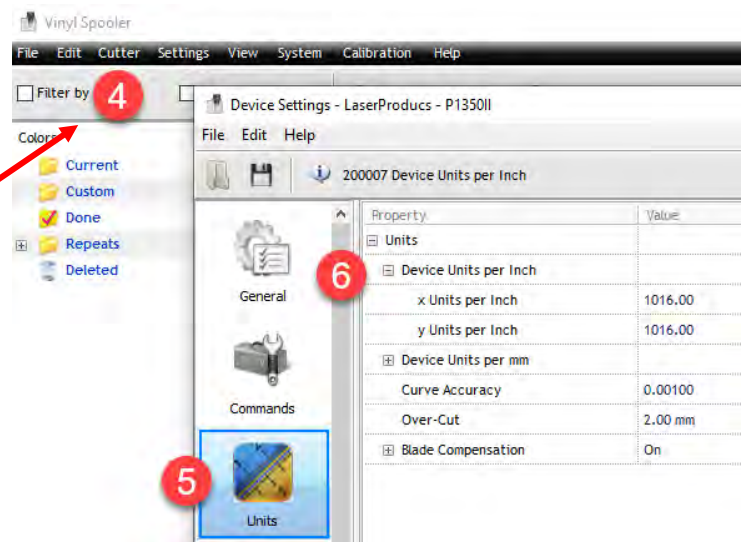 Vinyl Spooler
File Edit Cutter Settings View System Calibration Help
Filter by
4
Device Settings - LaserProducs - P1350II
File Edit Help
200007 Device Units per Inch
Current
Custom
Done
Repeats
Deleted
General
Commands
5
Units
6
Property Value
Units
Device Units per Inch
x Units per Inch 1016.00
y Units per Inch 1016.00
Device Units per mm
Curve Accuracy 0.00100
Over-Cut 2.00 mm
Blade Compensation On